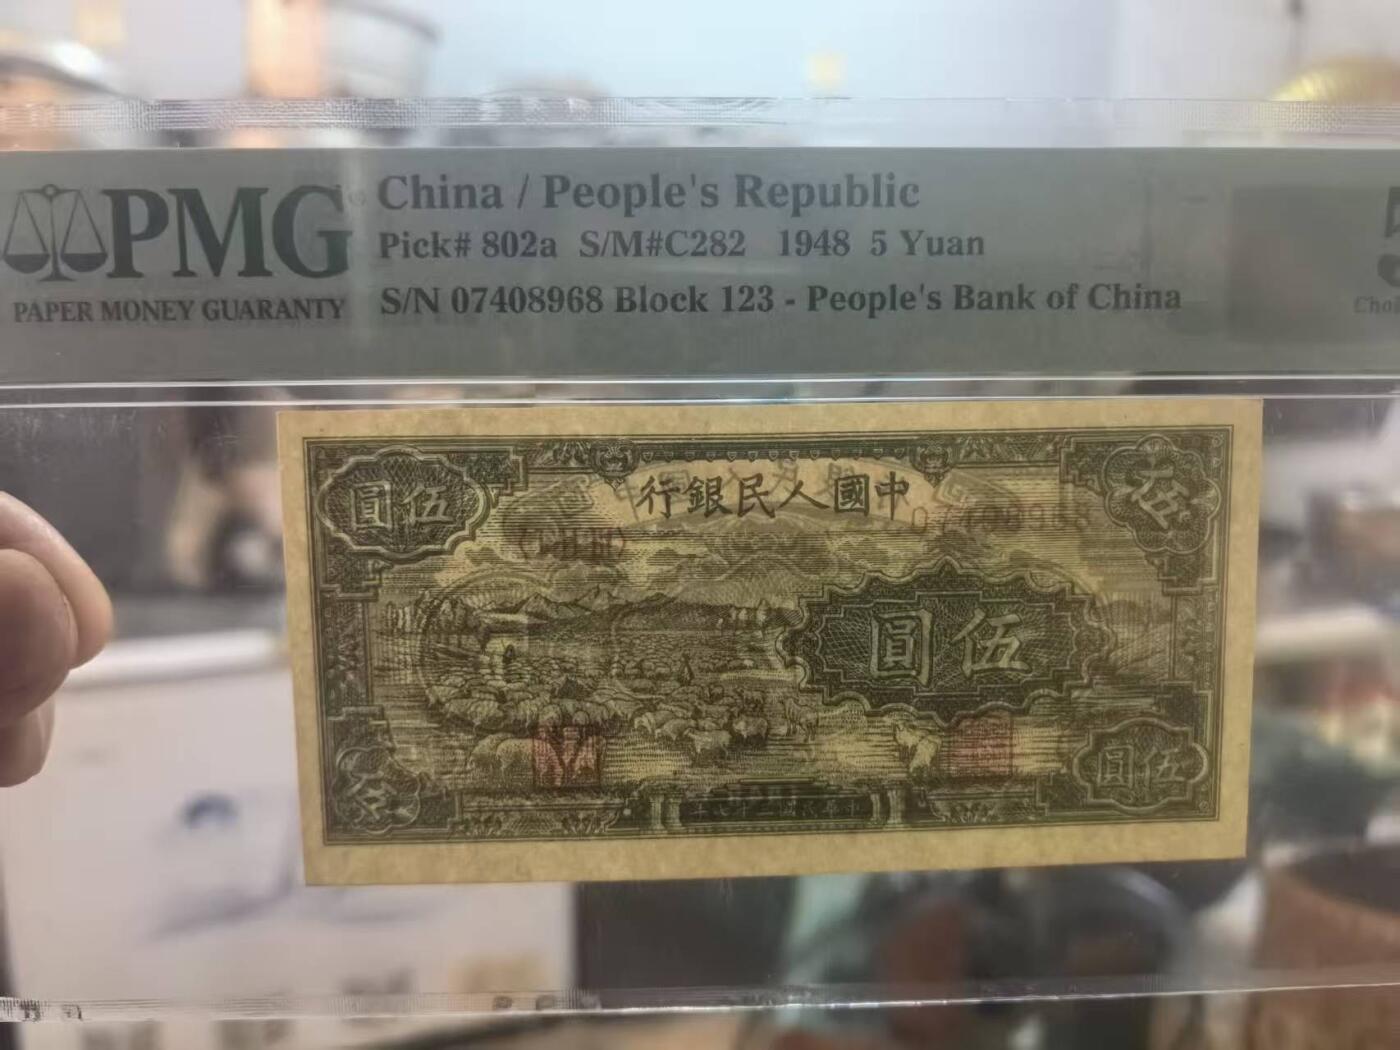 PMG
PAPER MONEY GUARANTY
China / People's Republic
Pick# 802a S/M#C282 1948 5 Yuan
S/N 07408968 Block 123 - People's Bank of China
行銀民人國中
圓伍
伍
圓伍
伍
圓伍